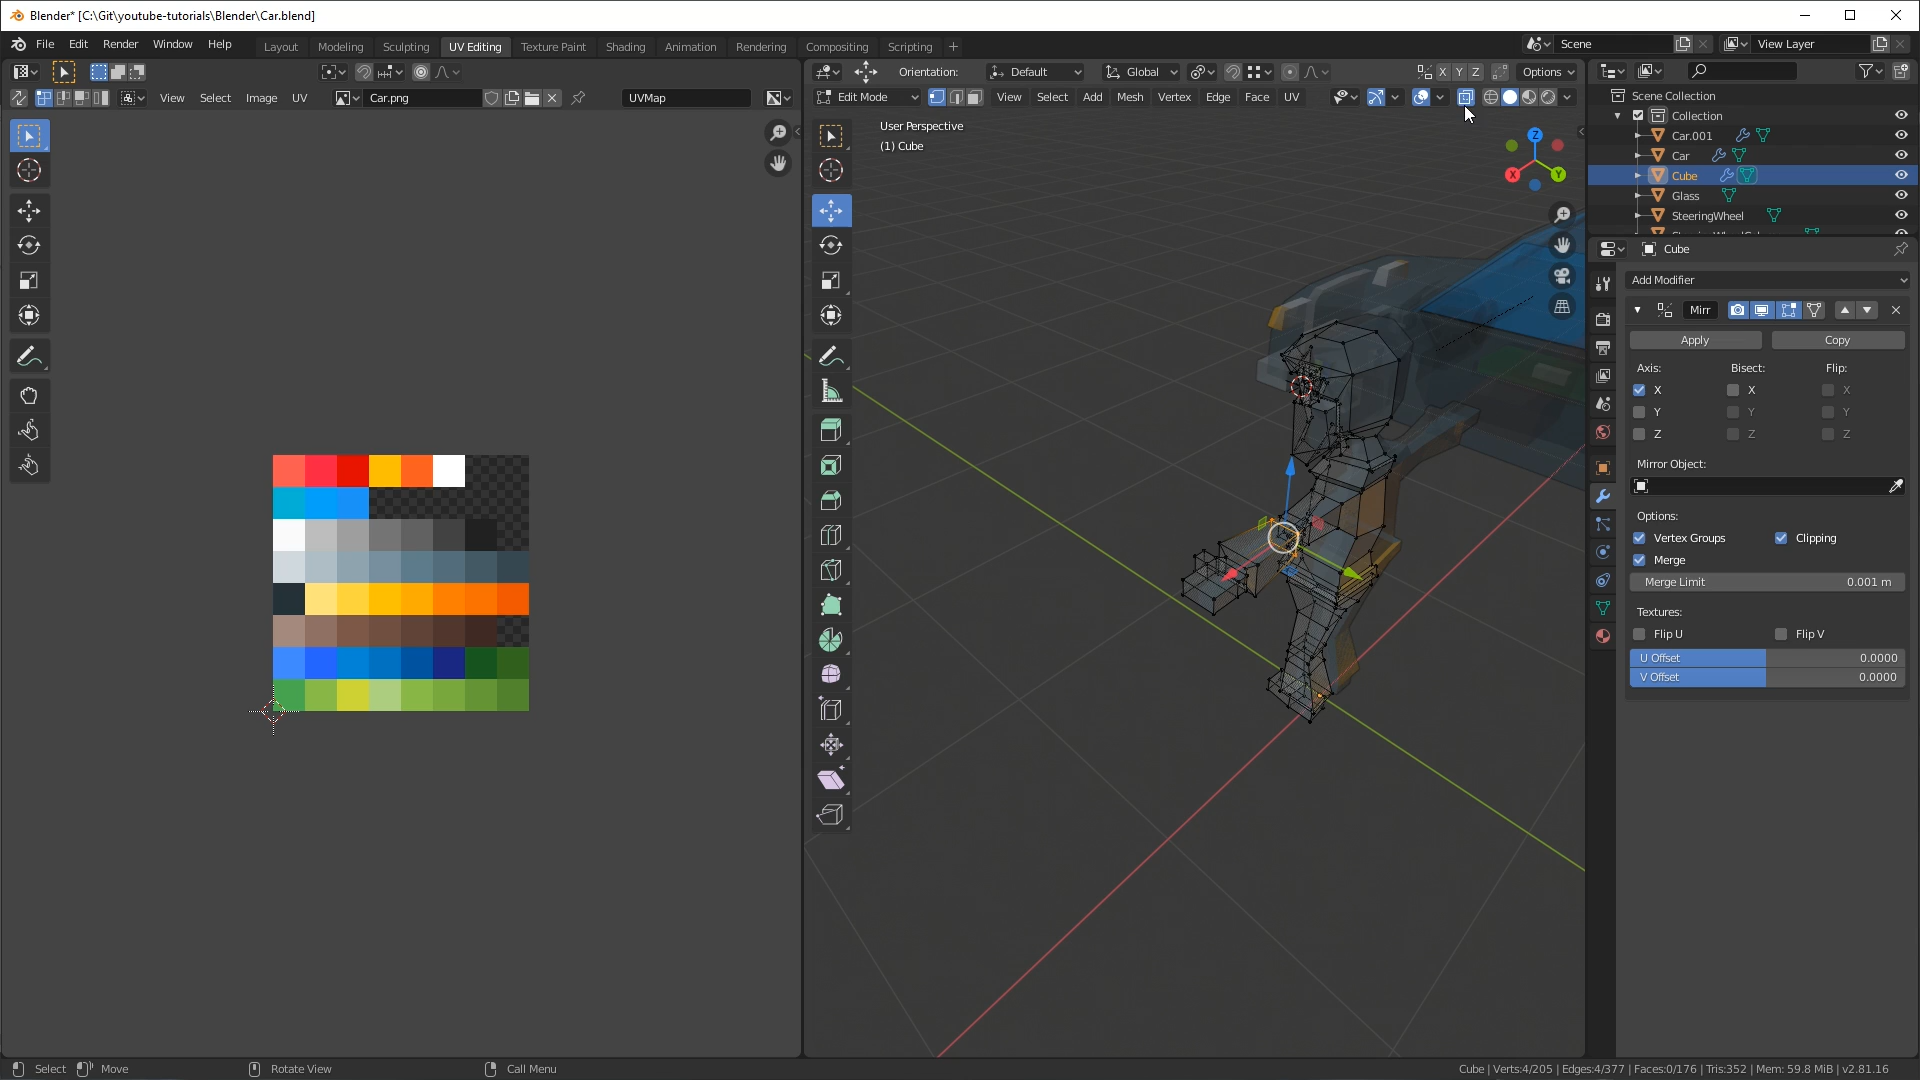 Blender* [C:\Git\youtube-tutorials\Blender\Car.blend]
File Edit Render Window Help
Layout Modeling Sculpting UV Editing Texture Paint Shading Animation Rendering Compositing Scripting +
Scene
View Layer
Orientation: Default Global X Y Z Options
View Select Image UV Car.png UVMap
Edit Mode View Select Add Mesh Vertex Edge Face UV
User Perspective
(1) Cube
Z
X
Y
Scene Collection
Collection
Car.001
Car
Cube
Glass
SteeringWheel
Cube
Add Modifier
Mirr
Apply Copy
Axis: Bisect: Flip:
X X X
Y Y Y
Z Z Z
Mirror Object:
Options:
Vertex Groups Clipping
Merge
Merge Limit 0.001 m
Textures:
Flip U Flip V
U Offset 0.0000
V Offset 0.0000
Select Move Rotate View Call Menu
Cube | Verts:4/205 | Edges:4/377 | Faces:0/176 | Tris:352 | Mem: 59.8 MiB | v2.81.16